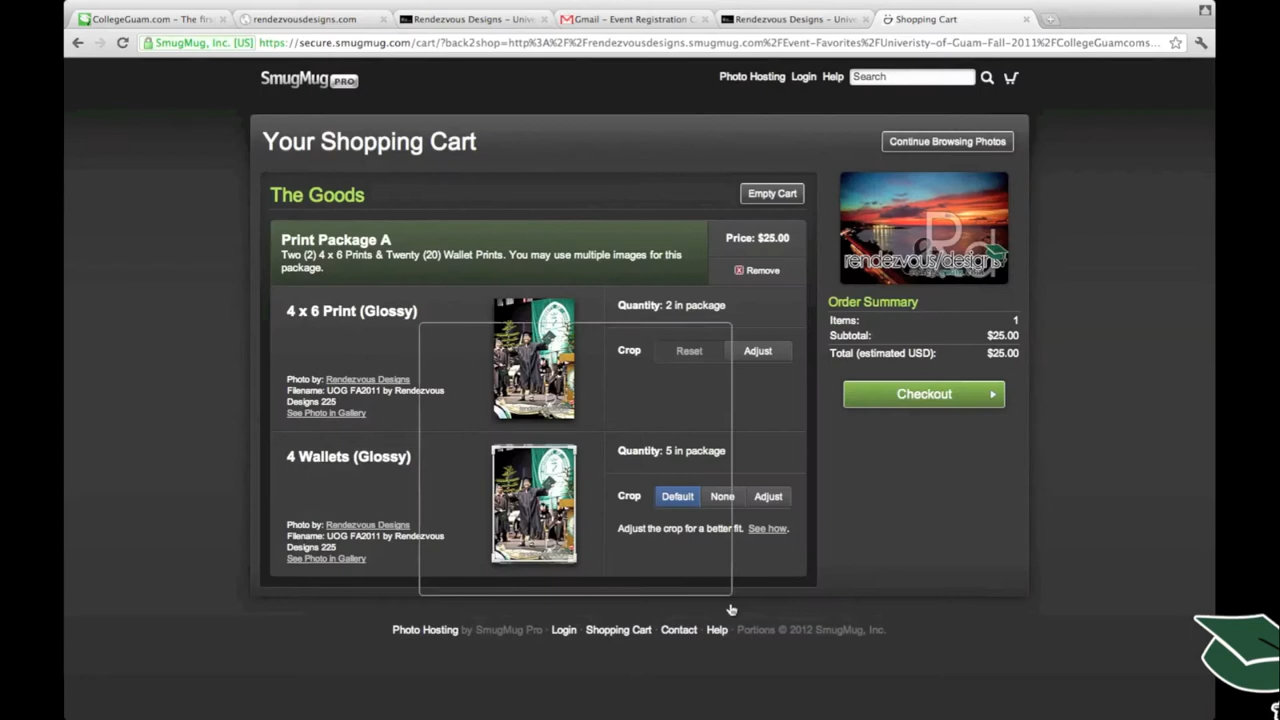 CollegeGuam.com - The firs
rendezvousdesigns.com
Rendezvous Designs - Unive
Gmail - Event Registration C
Rendezvous Designs - Unive
Shopping Cart
SmugMug, Inc. [US]
https://secure.smugmug.com/cart/?back2shop=http%3A%2F%2Frendezvousdesigns.smugmug.com%2FEvent-Favorites%2FUniveristy-of-Guam-Fall-2011%2FCollegeGuamcoms...
SmugMug PRO
Photo Hosting Login Help Search
Your Shopping Cart
Continue Browsing Photos
The Goods
Empty Cart
Print Package A
Two (2) 4 x 6 Prints & Twenty (20) Wallet Prints. You may use multiple images for this
package.
Price: $25.00
Remove
4 x 6 Print (Glossy)
Quantity: 2 in package
Crop Reset Adjust
Photo by: Rendezvous Designs
Filename: UOG FA2011 by Rendezvous
Designs 225
See Photo in Gallery
4 Wallets (Glossy)
Quantity: 5 in package
Crop Default None Adjust
Adjust the crop for a better fit. See how.
Photo by: Rendezvous Designs
Filename: UOG FA2011 by Rendezvous
Designs 225
See Photo in Gallery
Rd
rendezvous/designs
Order Summary
Items: 1
Subtotal: $25.00
Total (estimated USD): $25.00
Checkout
Photo Hosting by SmugMug Pro · Login · Shopping Cart · Contact · Help · Portions © 2012 SmugMug, Inc.